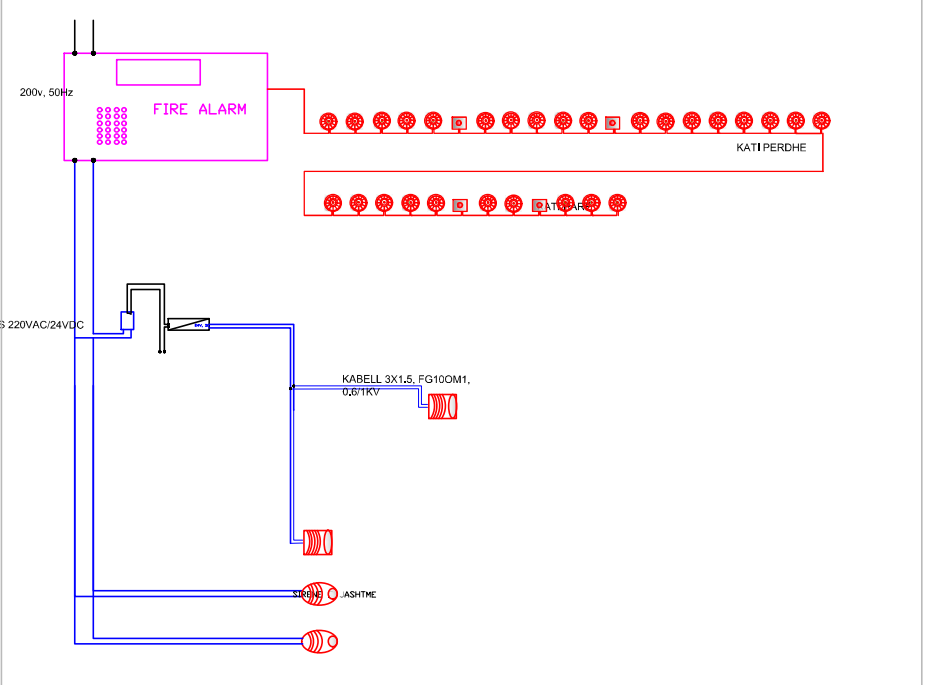 200v, 50Hz
FIRE ALARM
KATI PERDHE
S 220VAC/24VDC
KABELL 3X1.5, FG10OM1,
0.6/1KV
SIRENE JASHTME